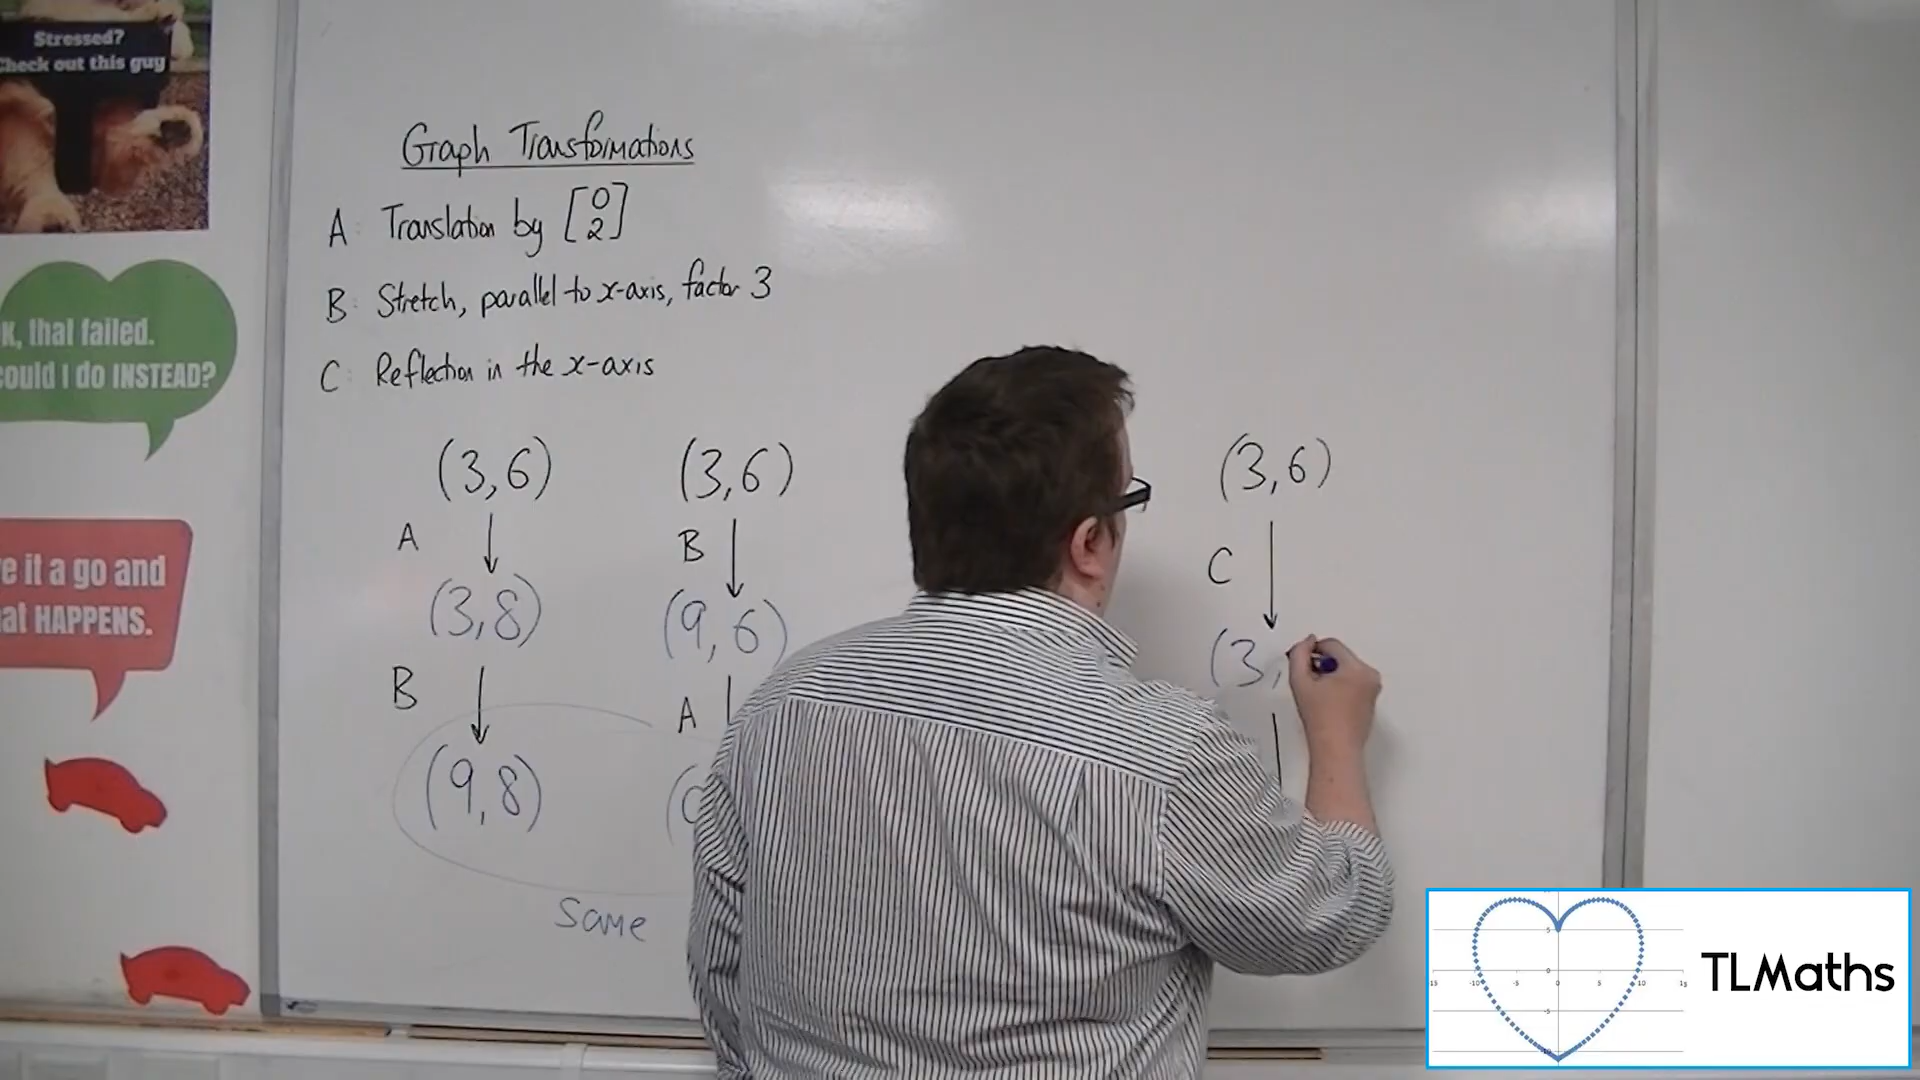 Stressed?
Check out this guy
K, that failed.
could I do INSTEAD?
e it a go and
at HAPPENS.
Graph Transformations
A: Translation by [0
2]
B: Stretch, parallel to x-axis, factor 3
C: Reflection in the x-axis
(3,6) (3,6) (3,6)
A B C
(3,8) (9,6) (3,
B A
(9,8) (
Same
TLMaths